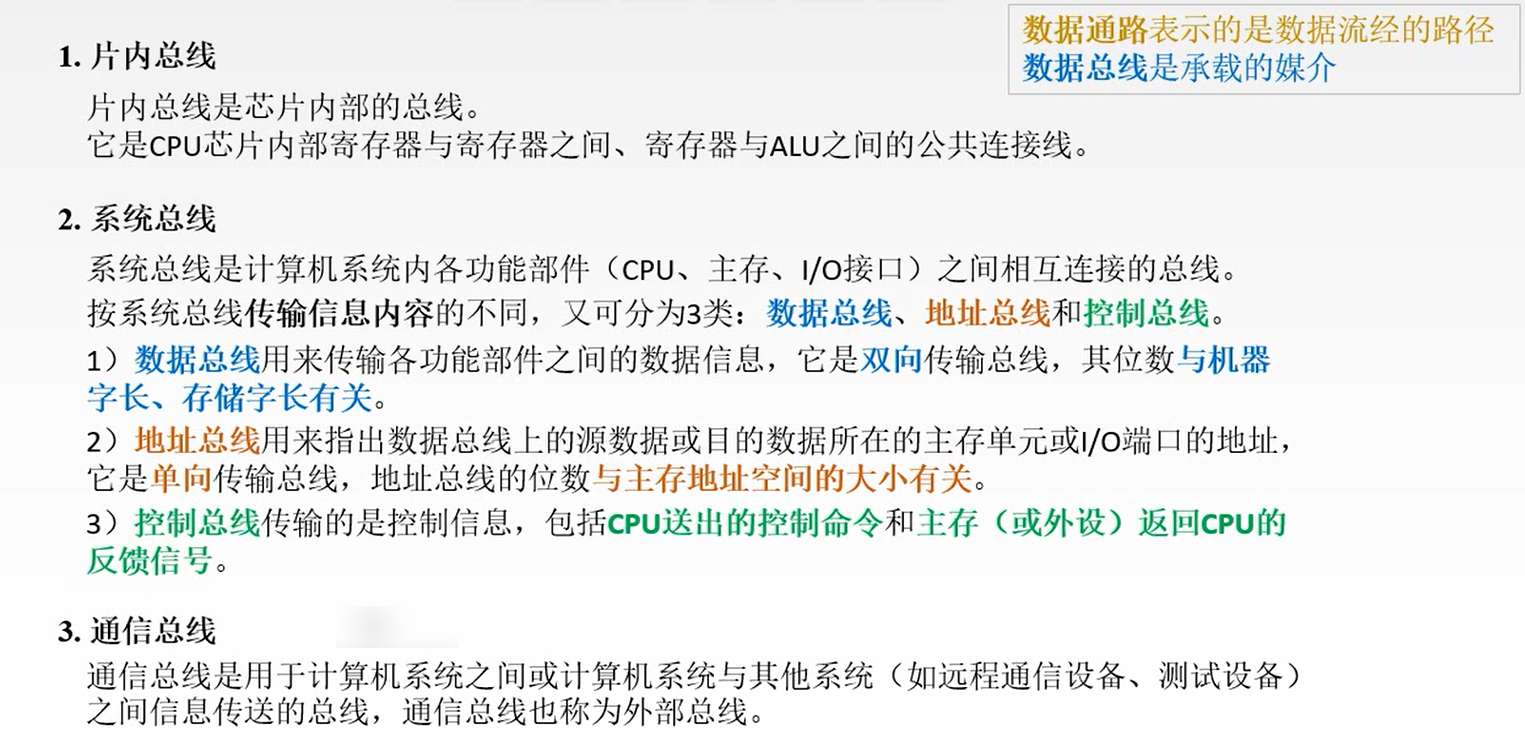 数据通路表示的是数据流经的路径
数据总线是承载的媒介
1. 片内总线
片内总线是芯片内部的总线。
它是CPU芯片内部寄存器与寄存器之间、寄存器与ALU之间的公共连接线。
2. 系统总线
系统总线是计算机系统内各功能部件（CPU、主存、I/O接口）之间相互连接的总线。
按系统总线传输信息内容的不同，又可分为3类：数据总线、地址总线和控制总线。
1）数据总线用来传输各功能部件之间的数据信息，它是双向传输总线，其位数与机器
字长、存储字长有关。
2）地址总线用来指出数据总线上的源数据或目的数据所在的主存单元或I/O端口的地址，
它是单向传输总线，地址总线的位数与主存地址空间的大小有关。
3）控制总线传输的是控制信息，包括CPU送出的控制命令和主存（或外设）返回CPU的
反馈信号。
3. 通信总线
通信总线是用于计算机系统之间或计算机系统与其他系统（如远程通信设备、测试设备）
之间信息传送的总线，通信总线也称为外部总线。